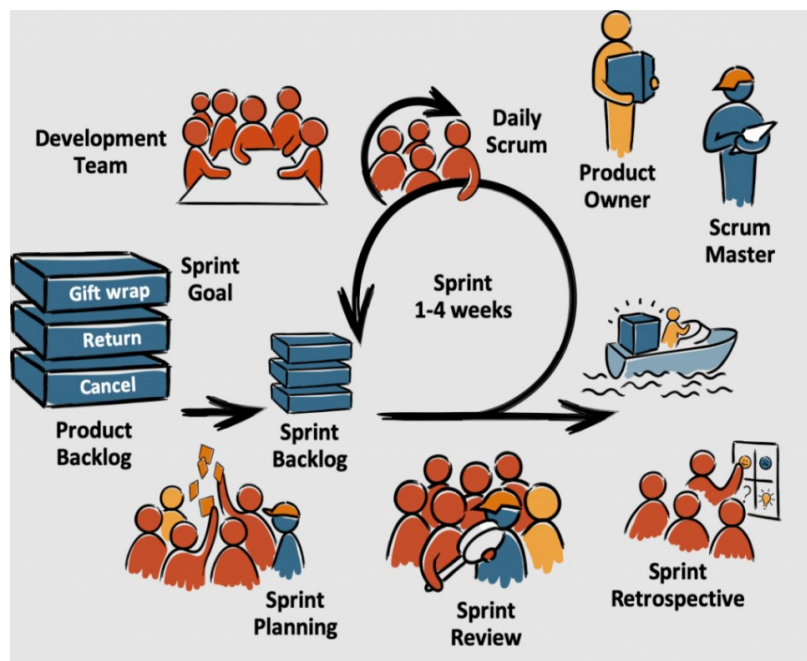 Development
Team
Daily
Scrum
Product
Owner
Scrum
Master
Sprint
Goal
Gift wrap
Return
Cancel
Product
Backlog
Sprint
1-4 weeks
Sprint
Backlog
Sprint
Planning
Sprint
Review
?
Sprint
Retrospective